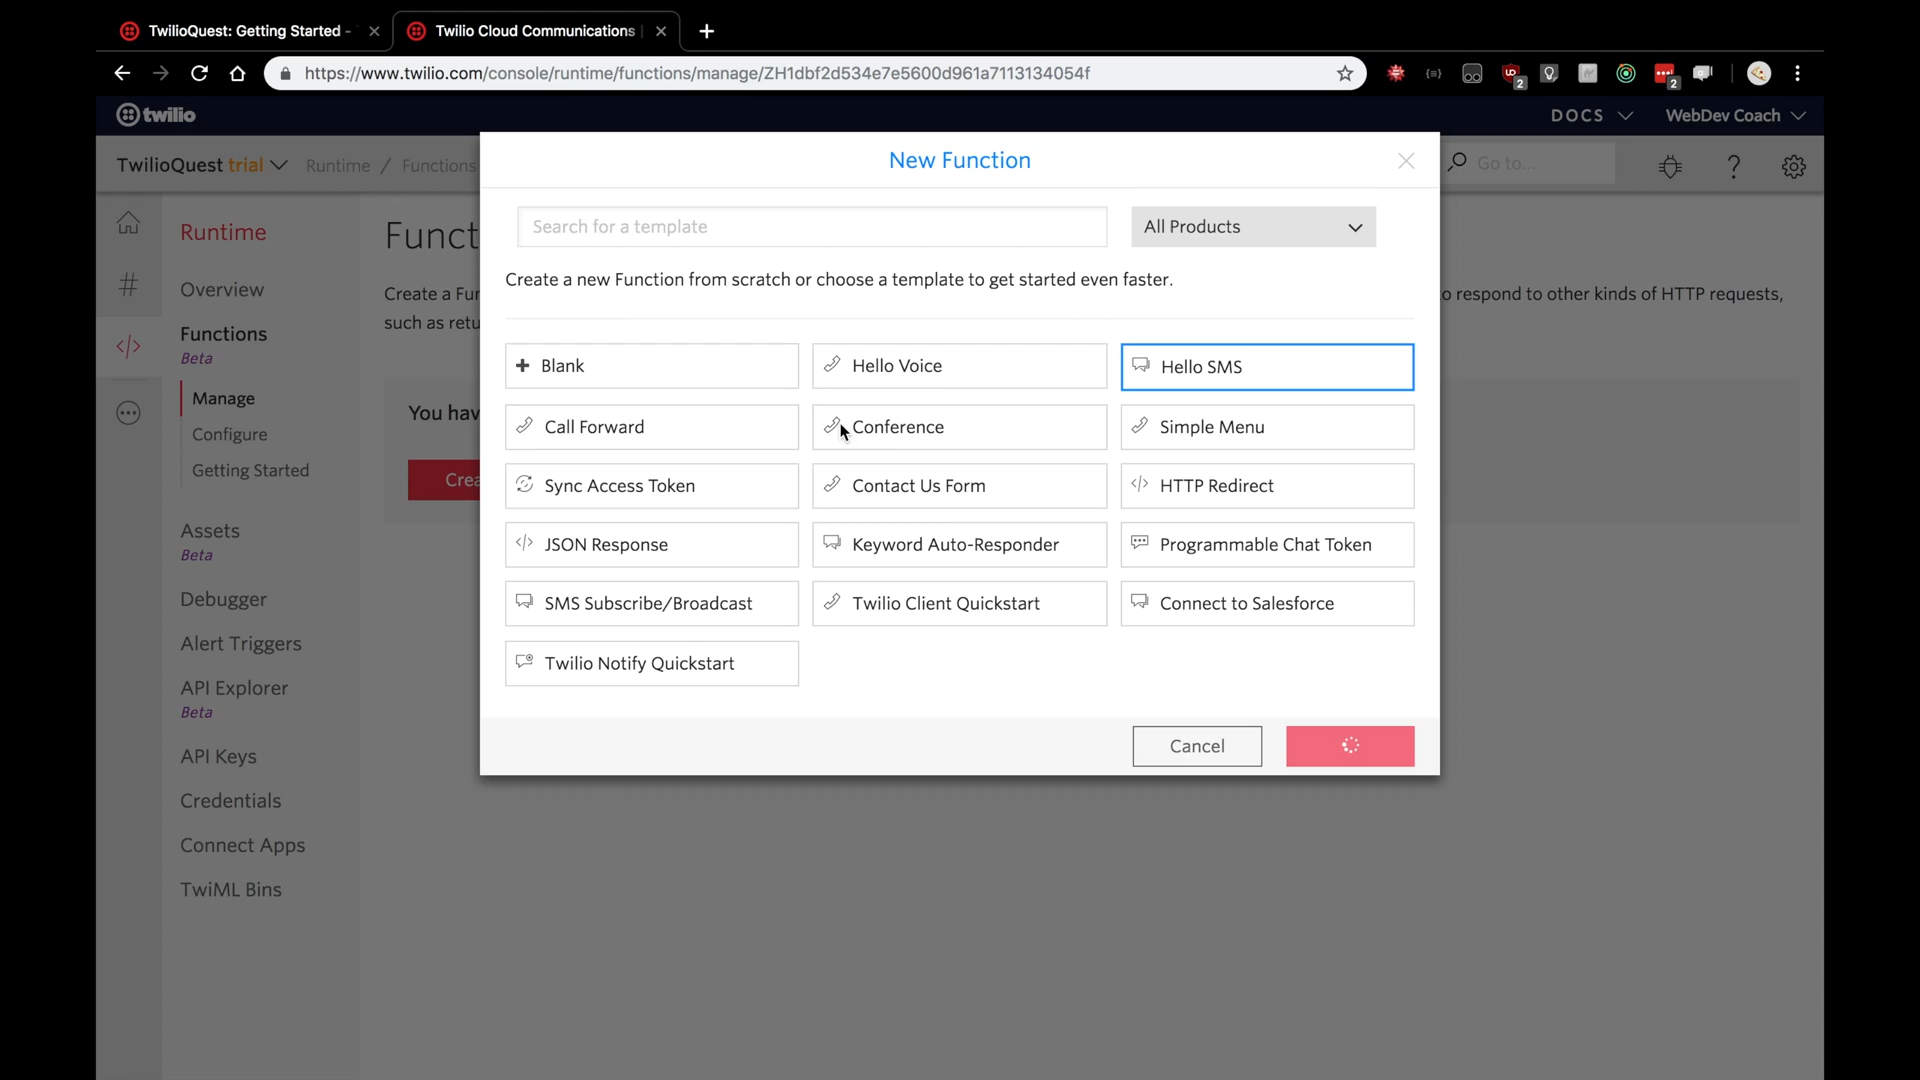 TwilioQuest: Getting Started -
Twilio Cloud Communications
https://www.twilio.com/console/runtime/functions/manage/ZH1dbf2d534e7e5600d961a7113134054f
2
2
twilio
DOCS
WebDev Coach
TwilioQuest trial
Runtime / Functions
Go to...
New Function
Search for a template
All Products
Create a new Function from scratch or choose a template to get started even faster.
Blank
Hello Voice
Hello SMS
Call Forward
Conference
Simple Menu
Sync Access Token
Contact Us Form
HTTP Redirect
JSON Response
Keyword Auto-Responder
Programmable Chat Token
SMS Subscribe/Broadcast
Twilio Client Quickstart
Connect to Salesforce
Twilio Notify Quickstart
Cancel
Runtime
Overview
Functions
Beta
Manage
Configure
Getting Started
Assets
Beta
Debugger
Alert Triggers
API Explorer
Beta
API Keys
Credentials
Connect Apps
TwiML Bins
Funct
Create a Fu
o respond to other kinds of HTTP requests,
such as retu
You hav
Crea